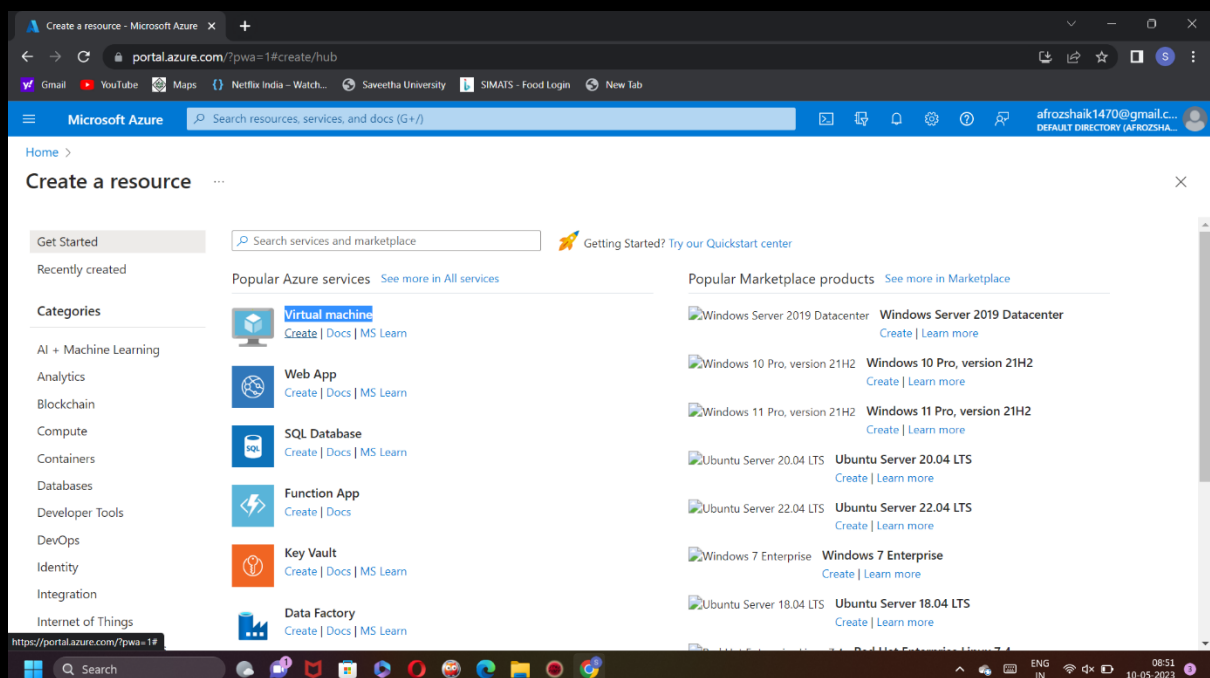 Create a resource - Microsoft Azure
portal.azure.com/?pwa=1#create/hub
S
Gmail YouTube Maps Netflix India – Watch... Saveetha University SIMATS - Food Login New Tab
Microsoft Azure
Search resources, services, and docs (G+/)
afrozshaik1470@gmail.c...
DEFAULT DIRECTORY (AFROZSHA...
Home >
Create a resource ...
Get Started
Recently created
Categories
AI + Machine Learning
Analytics
Blockchain
Compute
Containers
Databases
Developer Tools
DevOps
Identity
Integration
Internet of Things
Search services and marketplace
Getting Started? Try our Quickstart center
Popular Azure services See more in All services
Virtual machine
Create | Docs | MS Learn
Web App
Create | Docs | MS Learn
SQL
SQL Database
Create | Docs | MS Learn
Function App
Create | Docs
Key Vault
Create | Docs | MS Learn
Data Factory
Create | Docs | MS Learn
Popular Marketplace products See more in Marketplace
Windows Server 2019 Datacenter Windows Server 2019 Datacenter
Create | Learn more
Windows 10 Pro, version 21H2 Windows 10 Pro, version 21H2
Create | Learn more
Windows 11 Pro, version 21H2 Windows 11 Pro, version 21H2
Create | Learn more
Ubuntu Server 20.04 LTS Ubuntu Server 20.04 LTS
Create | Learn more
Ubuntu Server 22.04 LTS Ubuntu Server 22.04 LTS
Create | Learn more
Windows 7 Enterprise Windows 7 Enterprise
Create | Learn more
Ubuntu Server 18.04 LTS Ubuntu Server 18.04 LTS
Create | Learn more
https://portal.azure.com/?pwa=1#
Search
1
ENG
IN
08:51
10-05-2023
3